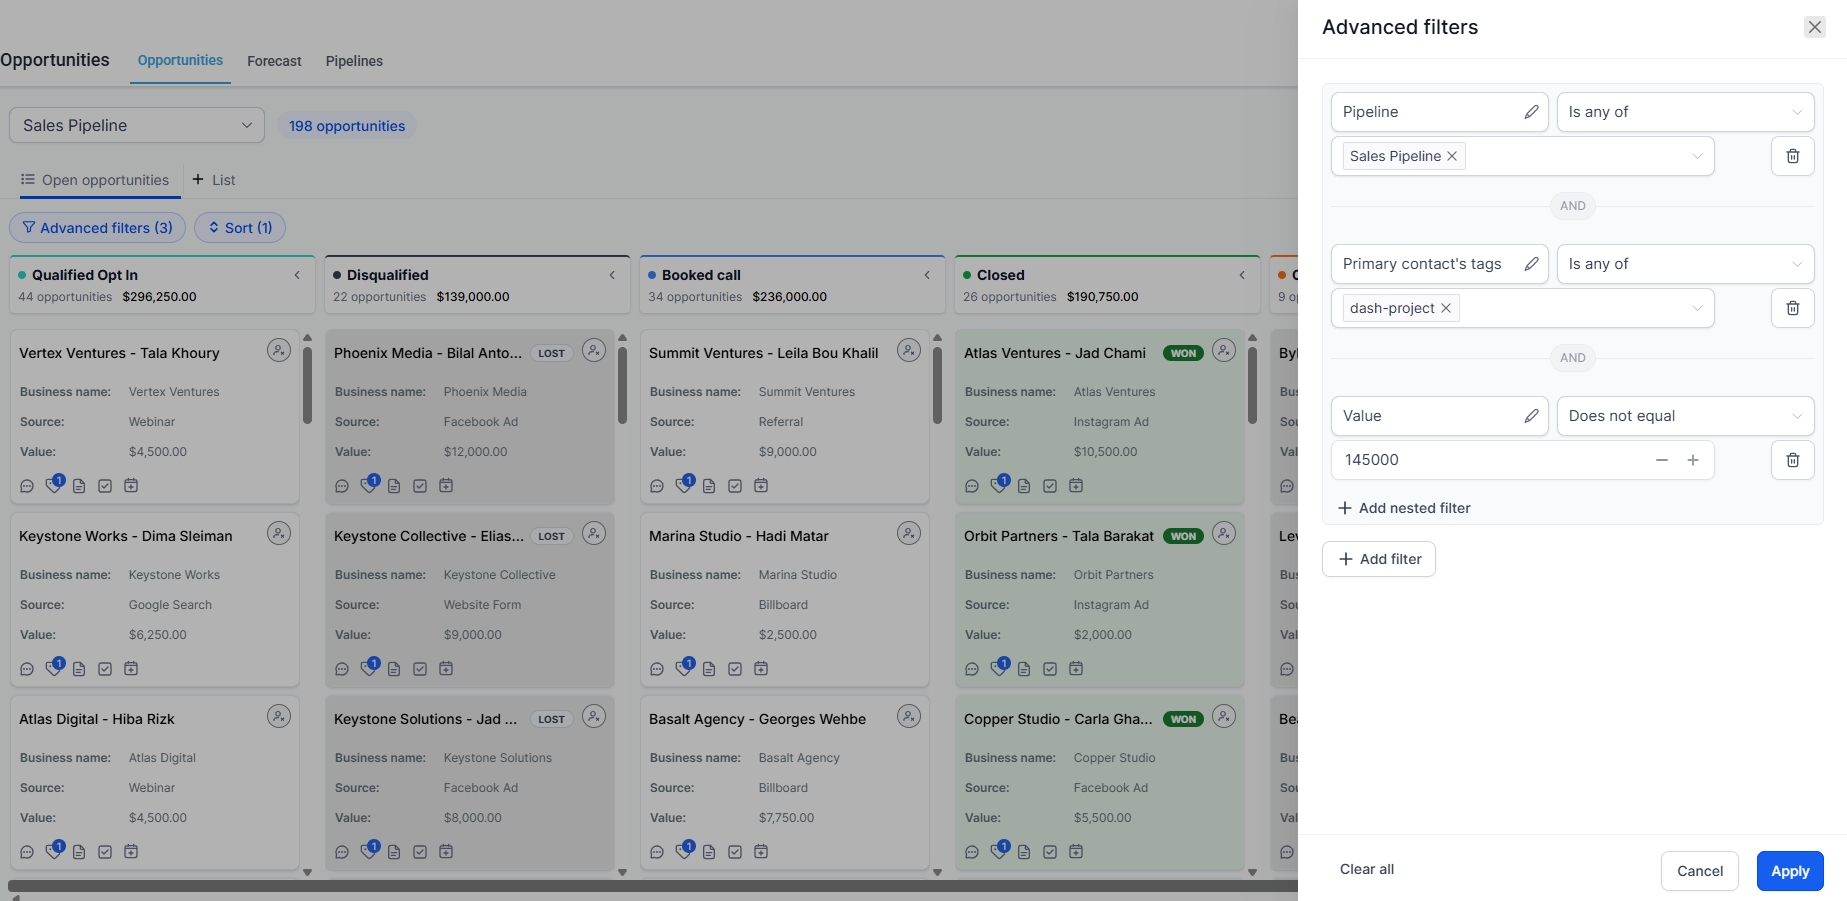 Opportunities
Opportunities
Forecast
Pipelines
Sales Pipeline
198 opportunities
Open opportunities
List
Advanced filters (3)
Sort (1)
Qualified Opt In
44 opportunities $296,250.00
Vertex Ventures - Tala Khoury
Business name: Vertex Ventures
Source: Webinar
Value: $4,500.00
1
Keystone Works - Dima Sleiman
Business name: Keystone Works
Source: Google Search
Value: $6,250.00
1
Atlas Digital - Hiba Rizk
Business name: Atlas Digital
Source: Webinar
Value: $4,500.00
1
Disqualified
22 opportunities $139,000.00
Phoenix Media - Bilal Anto... LOST
Business name: Phoenix Media
Source: Facebook Ad
Value: $12,000.00
1
Keystone Collective - Elias... LOST
Business name: Keystone Collective
Source: Website Form
Value: $9,000.00
1
Keystone Solutions - Jad ... LOST
Business name: Keystone Solutions
Source: Facebook Ad
Value: $8,000.00
1
Booked call
34 opportunities $236,000.00
Summit Ventures - Leila Bou Khalil
Business name: Summit Ventures
Source: Referral
Value: $9,000.00
1
Marina Studio - Hadi Matar
Business name: Marina Studio
Source: Billboard
Value: $2,500.00
1
Basalt Agency - Georges Wehbe
Business name: Basalt Agency
Source: Billboard
Value: $7,750.00
1
Closed
26 opportunities $190,750.00
Atlas Ventures - Jad Chami WON
Business name: Atlas Ventures
Source: Instagram Ad
Value: $10,500.00
1
Orbit Partners - Tala Barakat WON
Business name: Orbit Partners
Source: Instagram Ad
Value: $2,000.00
1
Copper Studio - Carla Gha... WON
Business name: Copper Studio
Source: Facebook Ad
Value: $5,500.00
1
Advanced filters
Pipeline
Is any of
Sales Pipeline
AND
Primary contact's tags
Is any of
dash-project
AND
Value
Does not equal
145000
Add nested filter
Add filter
Clear all
Cancel
Apply